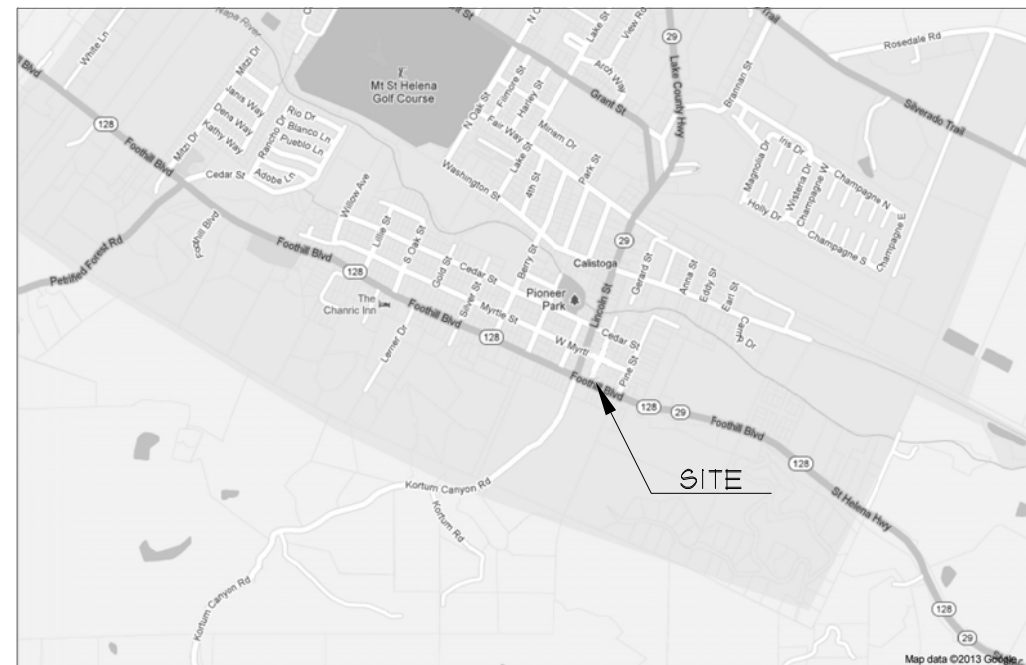 White Ln
Napa River
Mt St Helena
Golf Course
N Oak St
Filmore St
Harley St
Lake St
View Rd
Arch Way
Grant St
29
Lake County Hwy
Brannan St
Trail
Rosedale Rd
Silverado Trail
Mitzi Dr
Janis Way
Dena Way
Kathy Way
Rancho Dr
Rio Dr
Blanco Ln
Pueblo Ln
Adobe Ln
Cedar St
Mitzi Dr
128
Foothill Blvd
Foothill Blvd
Petrified Forest Rd
Fair Way
Lake St
Miriam Dr
4th St
Park St
Washington St
Magnolia Dr
Iris Dr
Wisteria Dr
Champagne W
Champagne N
Champagne E
Champagne S
Holly Dr
Willow Ave
Lillie St
S Oak St
Gold St
Silver St
Cedar St
Myrtle St
Berry St
Foothill Blvd
128
The
Chanric Inn
Foothill Blvd
Lerner Dr
128
Pioneer
Park
Calistoga
29
Lincoln St
Gerard St
Anna St
Eddy St
Earl St
Cedar St
W Myrtl
Pine St
Foothill Blvd
128
29
Foothill Blvd
128
St Helena Hwy
SITE
Kortum Canyon Rd
Kortum Rd
Kortum Canyon Rd
128
29
Map data ©2013 Google